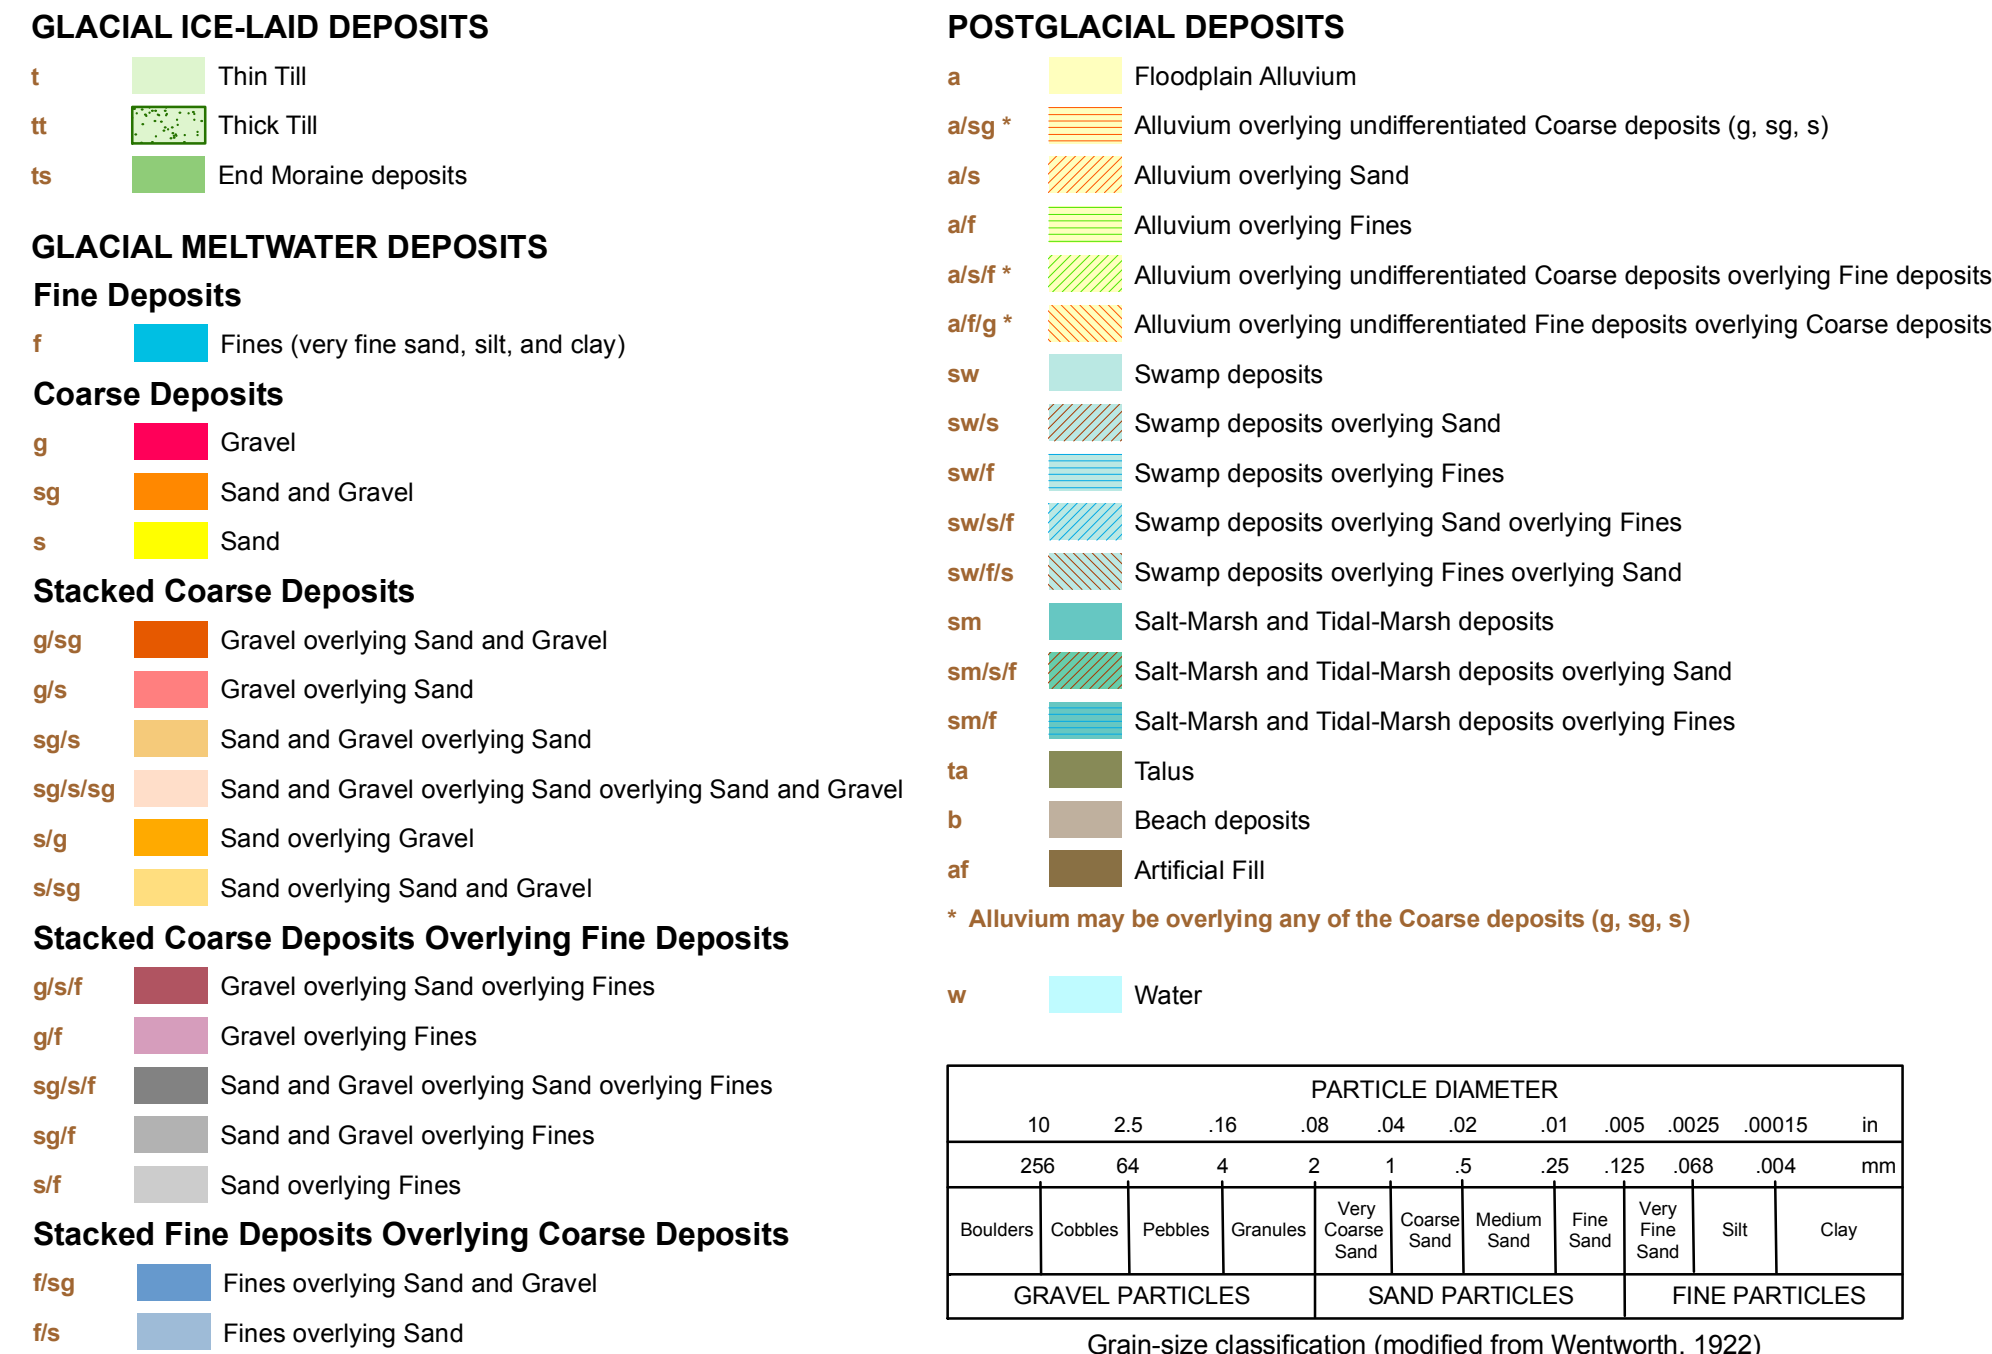 GLACIAL ICE-LAID DEPOSITS
t Thin Till
tt Thick Till
ts End Moraine deposits
GLACIAL MELTWATER DEPOSITS
Fine Deposits
f Fines (very fine sand, silt, and clay)
Coarse Deposits
g Gravel
sg Sand and Gravel
s Sand
Stacked Coarse Deposits
g/sg Gravel overlying Sand and Gravel
g/s Gravel overlying Sand
sg/s Sand and Gravel overlying Sand
sg/s/sg Sand and Gravel overlying Sand overlying Sand and Gravel
s/g Sand overlying Gravel
s/sg Sand overlying Sand and Gravel
Stacked Coarse Deposits Overlying Fine Deposits
g/s/f Gravel overlying Sand overlying Fines
g/f Gravel overlying Fines
sg/s/f Sand and Gravel overlying Sand overlying Fines
sg/f Sand and Gravel overlying Fines
s/f Sand overlying Fines
Stacked Fine Deposits Overlying Coarse Deposits
f/sg Fines overlying Sand and Gravel
f/s Fines overlying Sand
POSTGLACIAL DEPOSITS
a Floodplain Alluvium
a/sg * Alluvium overlying undifferentiated Coarse deposits (g, sg, s)
a/s Alluvium overlying Sand
a/f Alluvium overlying Fines
a/s/f * Alluvium overlying undifferentiated Coarse deposits overlying Fine deposits
a/f/g * Alluvium overlying undifferentiated Fine deposits overlying Coarse deposits
sw Swamp deposits
sw/s Swamp deposits overlying Sand
sw/f Swamp deposits overlying Fines
sw/s/f Swamp deposits overlying Sand overlying Fines
sw/f/s Swamp deposits overlying Fines overlying Sand
sm Salt-Marsh and Tidal-Marsh deposits
sm/s/f Salt-Marsh and Tidal-Marsh deposits overlying Sand
sm/f Salt-Marsh and Tidal-Marsh deposits overlying Fines
ta Talus
b Beach deposits
af Artificial Fill
* Alluvium may be overlying any of the Coarse deposits (g, sg, s)
w Water
PARTICLE DIAMETER
10 2.5 .16 .08 .04 .02 .01 .005 .0025 .00015 in
256 64 4 2 1 .5 .25 .125 .068 .004 mm
Boulders Cobbles Pebbles Granules Very Coarse Sand Coarse Sand Medium Sand Fine Sand Very Fine Sand Silt Clay
GRAVEL PARTICLES SAND PARTICLES FINE PARTICLES
Grain-size classification (modified from Wentworth, 1922)